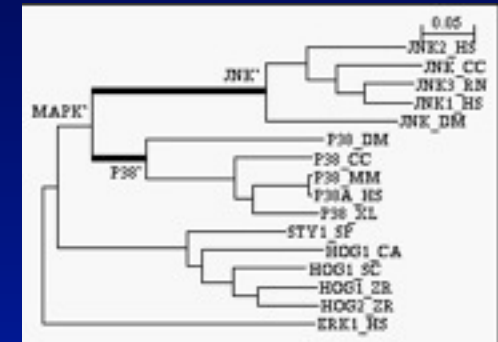 0.05
JNK2_HS
JNK_CC
JNK3_RN
JNK1_HS
JNK_DM
JNK*
MAPK*
P38_DM
P38_CC
P38_MM
P38A_HS
P38_XL
P38*
STY1_SP
HOG1_CA
HOG1_SC
HOG1_ZR
HOG2_ZR
ERK1_HS